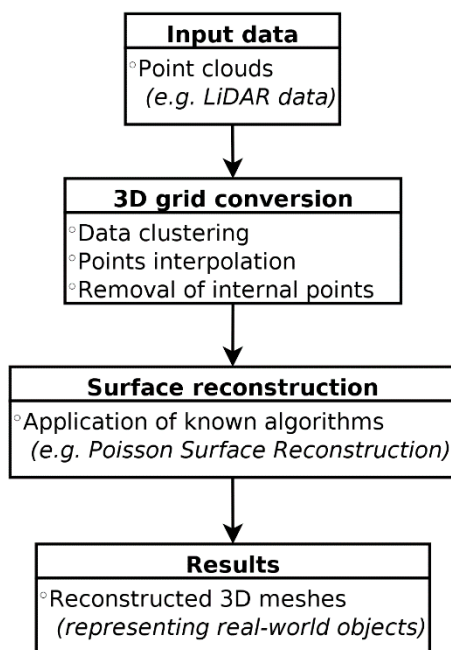 Input data
◦Point clouds
(e.g. LiDAR data)
3D grid conversion
◦Data clustering
◦Points interpolation
◦Removal of internal points
Surface reconstruction
◦Application of known algorithms
(e.g. Poisson Surface Reconstruction)
Results
◦Reconstructed 3D meshes
(representing real-world objects)